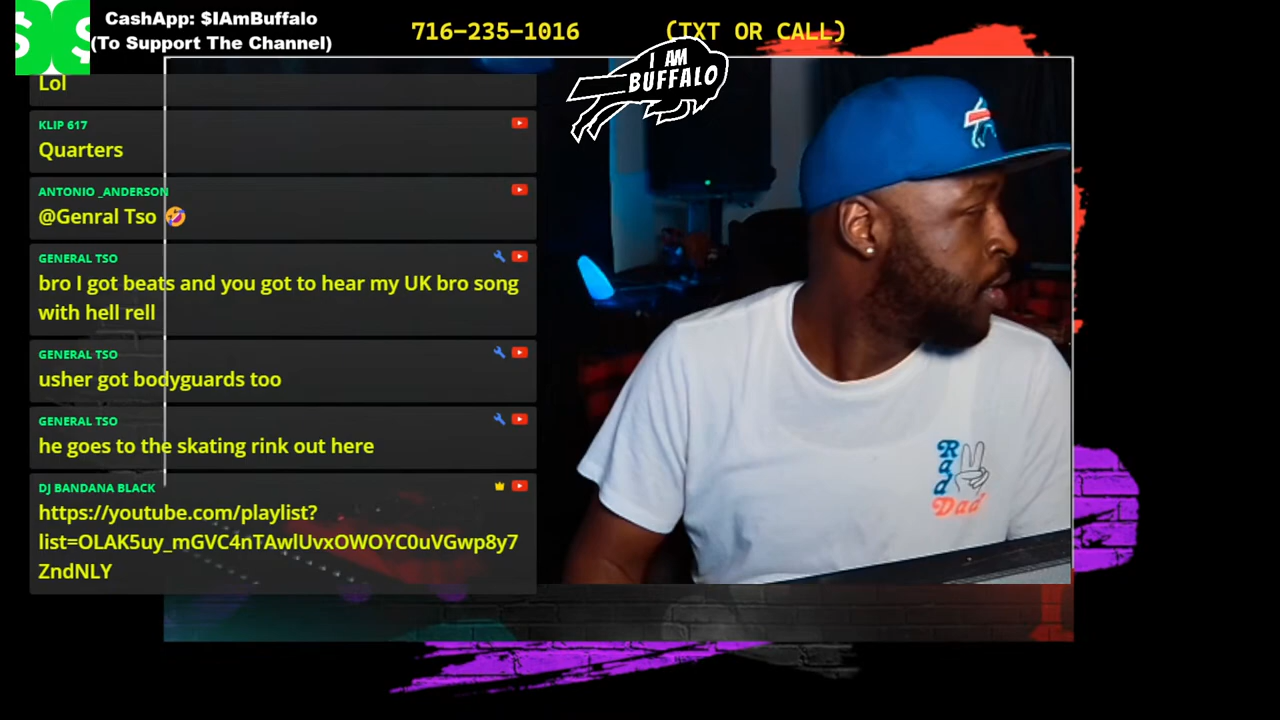 CashApp: $IAmBuffalo
(To Support The Channel)
716-235-1016 (TXT OR CALL)
I AM
BUFFALO
Lol
KLIP 617
Quarters
ANTONIO _ANDERSON
@Genral Tso 🤣
GENERAL TSO
bro I got beats and you got to hear my UK bro song
with hell rell
GENERAL TSO
usher got bodyguards too
GENERAL TSO
he goes to the skating rink out here
DJ BANDANA BLACK
https://youtube.com/playlist?
list=OLAK5uy_mGVC4nTAwlUvxOWOYC0uVGwp8y7
ZndNLY
Rad
Dad